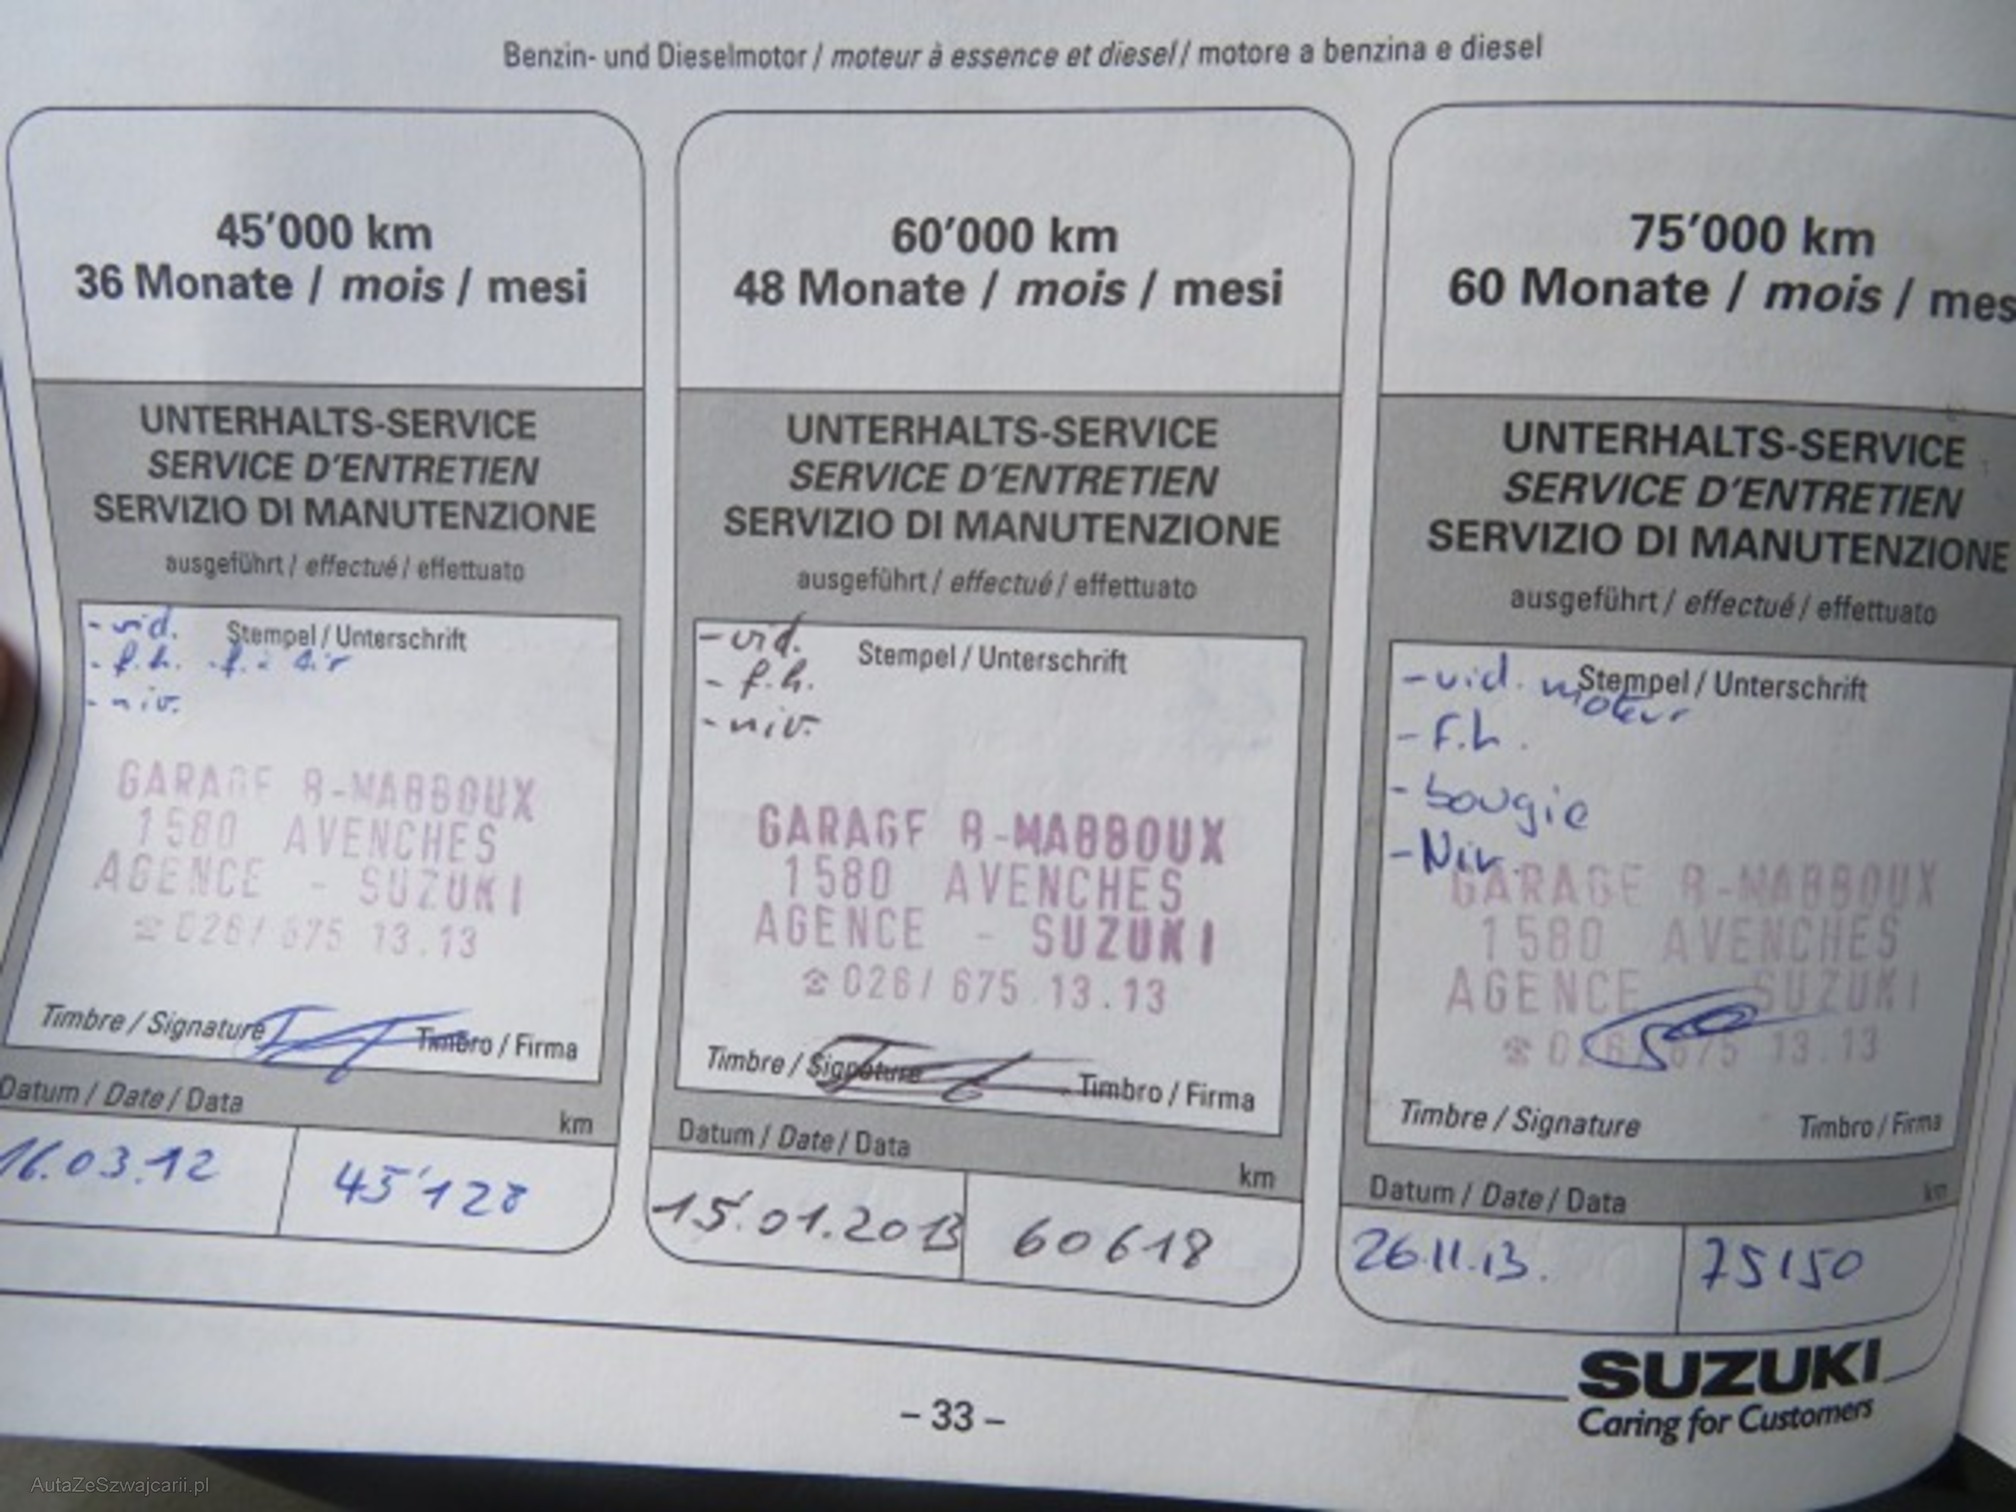 Benzin- und Dieselmotor / moteur à essence et diesel / motore a benzina e diesel
45'000 km
36 Monate / mois / mesi
UNTERHALTS-SERVICE
SERVICE D'ENTRETIEN
SERVIZIO DI MANUTENZIONE
ausgeführt / effectué / effettuato
- vid.
Stempel / Unterschrift
- f.h. - f. à air
- niv.
GARAGE R-MABBOUX
1580 AVENCHES
AGENCE - SUZUKI
☎ 026/ 675 13.13
Timbre / Signature
Timbro / Firma
Datum / Date / Data
km
16.03.12
45'128
60'000 km
48 Monate / mois / mesi
UNTERHALTS-SERVICE
SERVICE D'ENTRETIEN
SERVIZIO DI MANUTENZIONE
ausgeführt / effectué / effettuato
- vid.
Stempel / Unterschrift
- f.h.
- niv.
GARAGE R-MABBOUX
1580 AVENCHES
AGENCE - SUZUKI
☎ 026/ 675 13.13
Timbre / Signature
Timbro / Firma
Datum / Date / Data
km
15.01.2013
60618
75'000 km
60 Monate / mois / mes
UNTERHALTS-SERVICE
SERVICE D'ENTRETIEN
SERVIZIO DI MANUTENZIONE
ausgeführt / effectué / effettuato
- vid. moteur
Stempel / Unterschrift
- F.h.
- bougie
- Niv.
GARAGE R-MABBOUX
1580 AVENCHES
AGENCE SUZUKI
☎ 026/ 675 13.13
Timbre / Signature
Timbro / Firma
Datum / Date / Data
km
26.11.13.
75150
SUZUKI
Caring for Customers
- 33 -
AutaZeSzwajcarii.pl